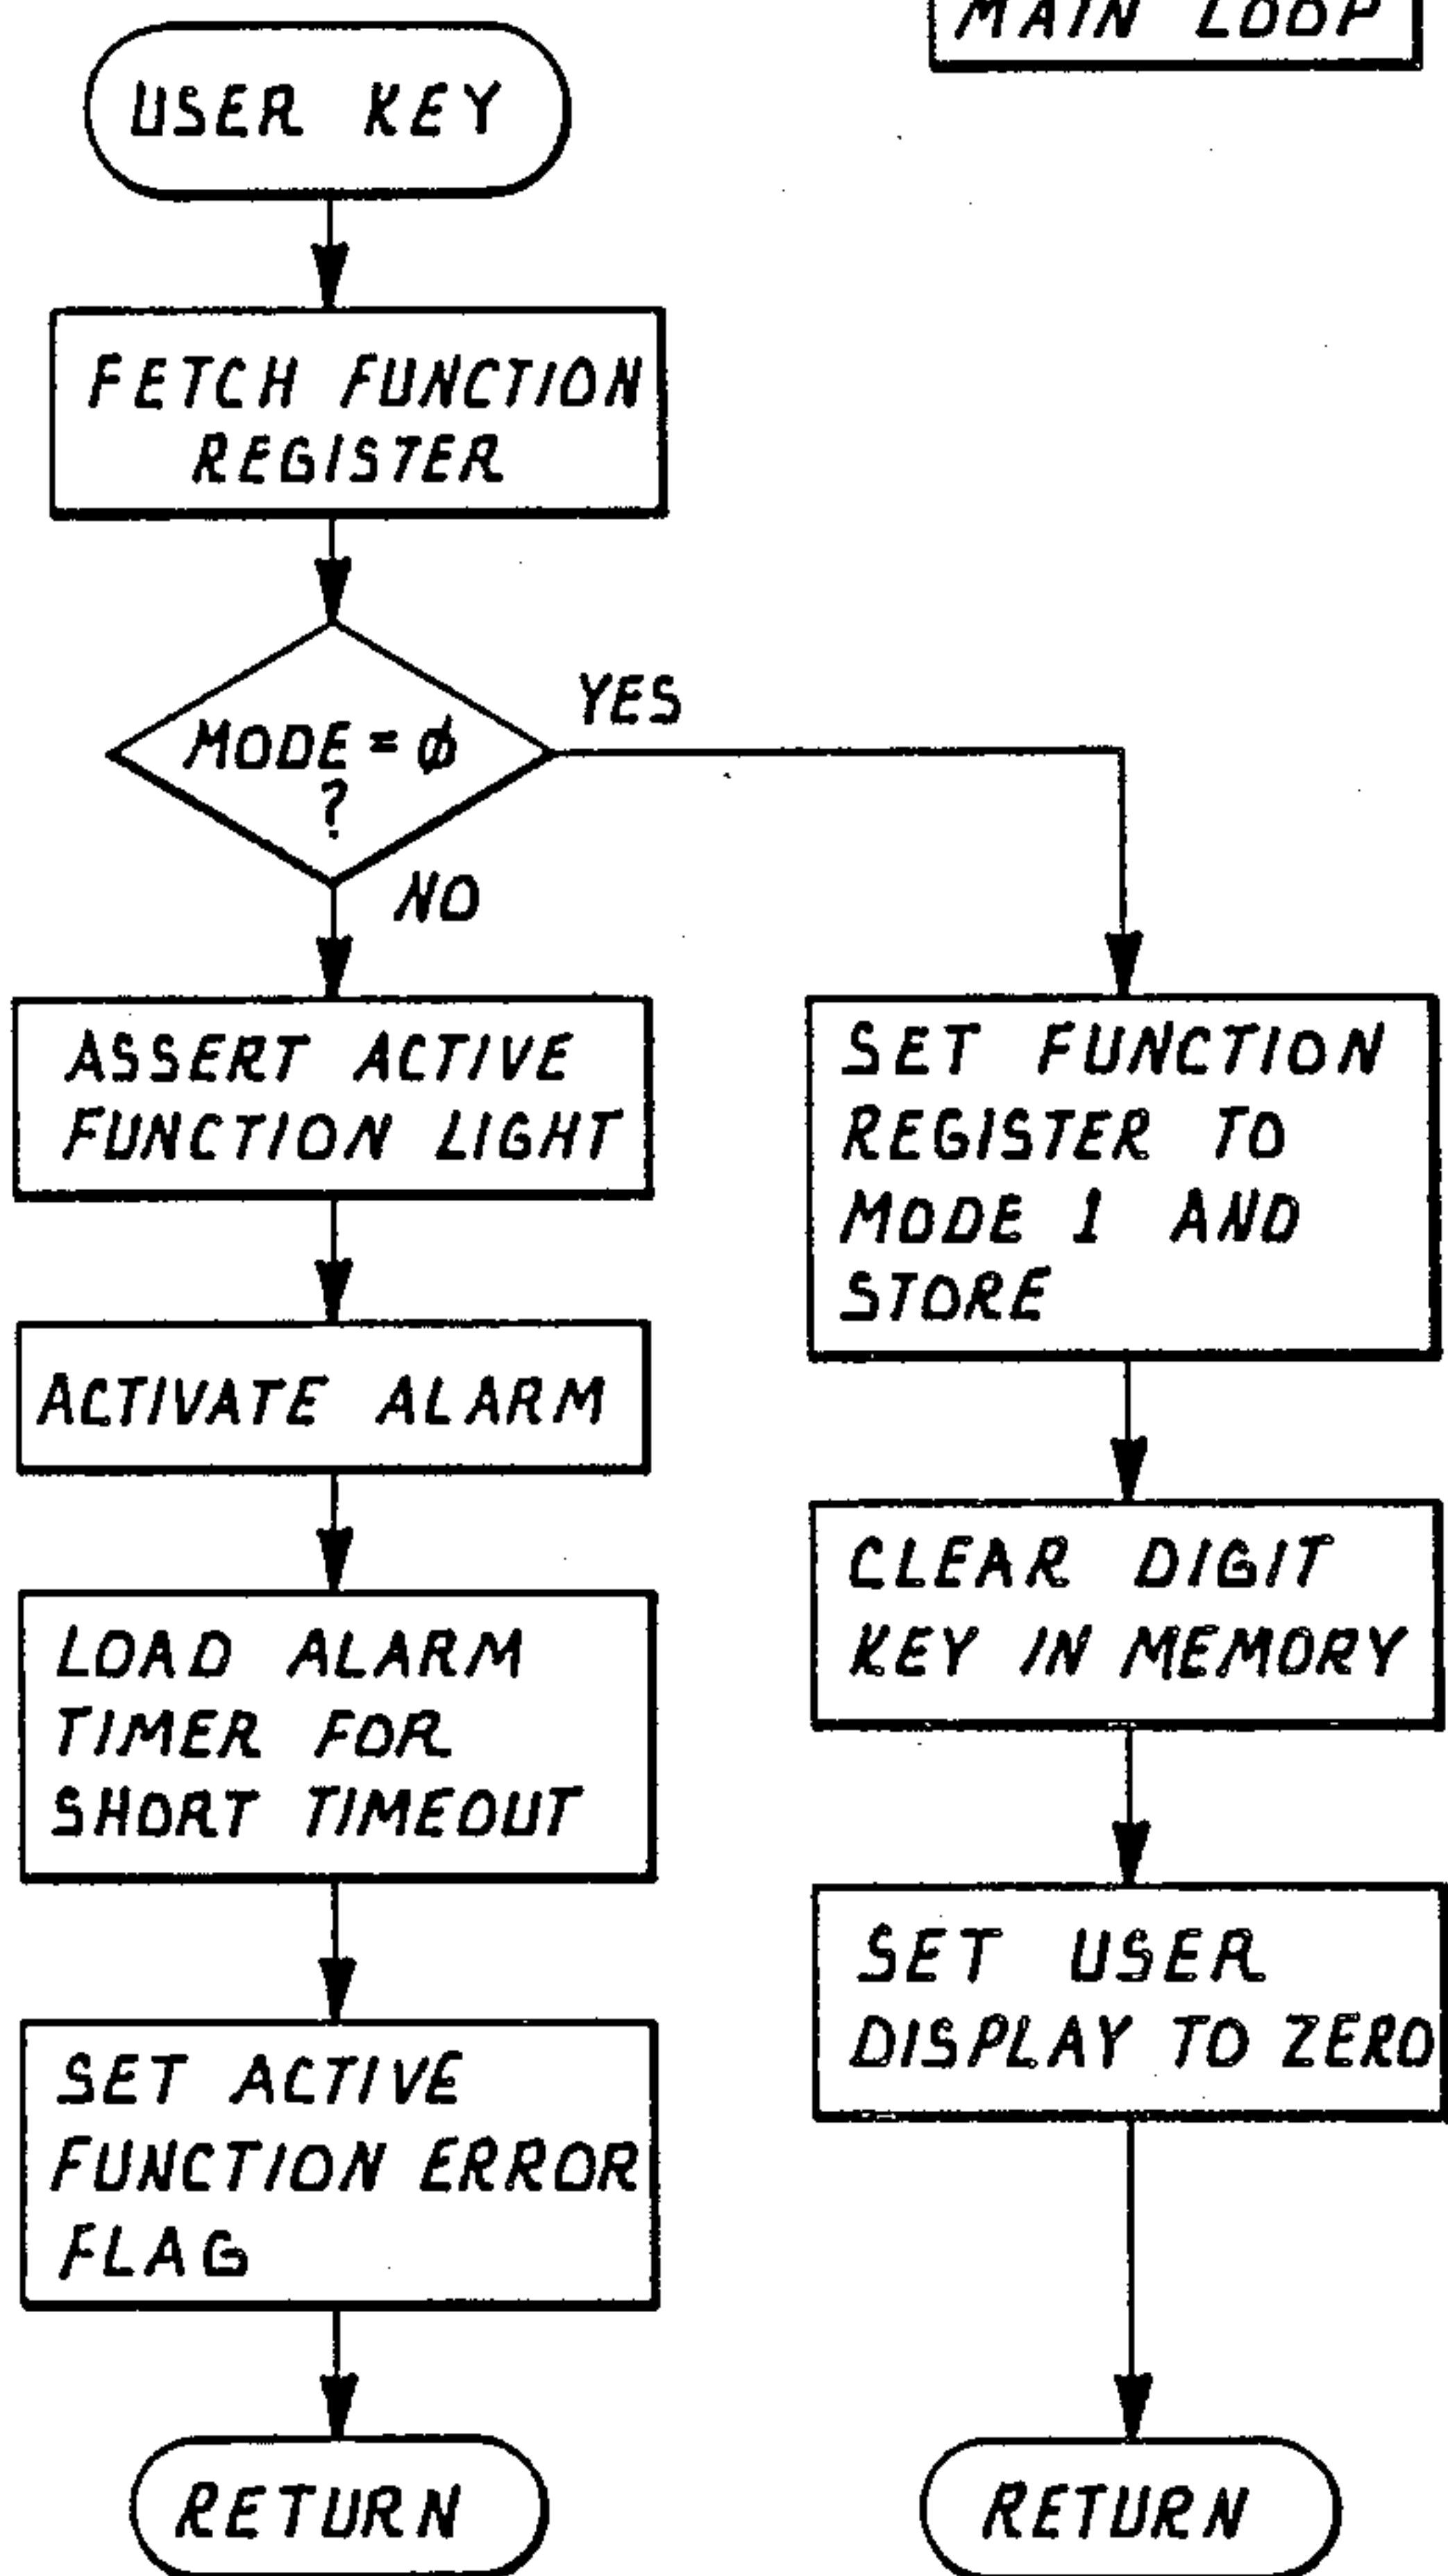 MAIN LOOP
USER KEY
FETCH FUNCTION
REGISTER
MODE = Ø
?
YES
NO
ASSERT ACTIVE
FUNCTION LIGHT
ACTIVATE ALARM
LOAD ALARM
TIMER FOR
SHORT TIMEOUT
SET ACTIVE
FUNCTION ERROR
FLAG
RETURN
SET FUNCTION
REGISTER TO
MODE 1 AND
STORE
CLEAR DIGIT
KEY IN MEMORY
SET USER
DISPLAY TO ZERO
RETURN